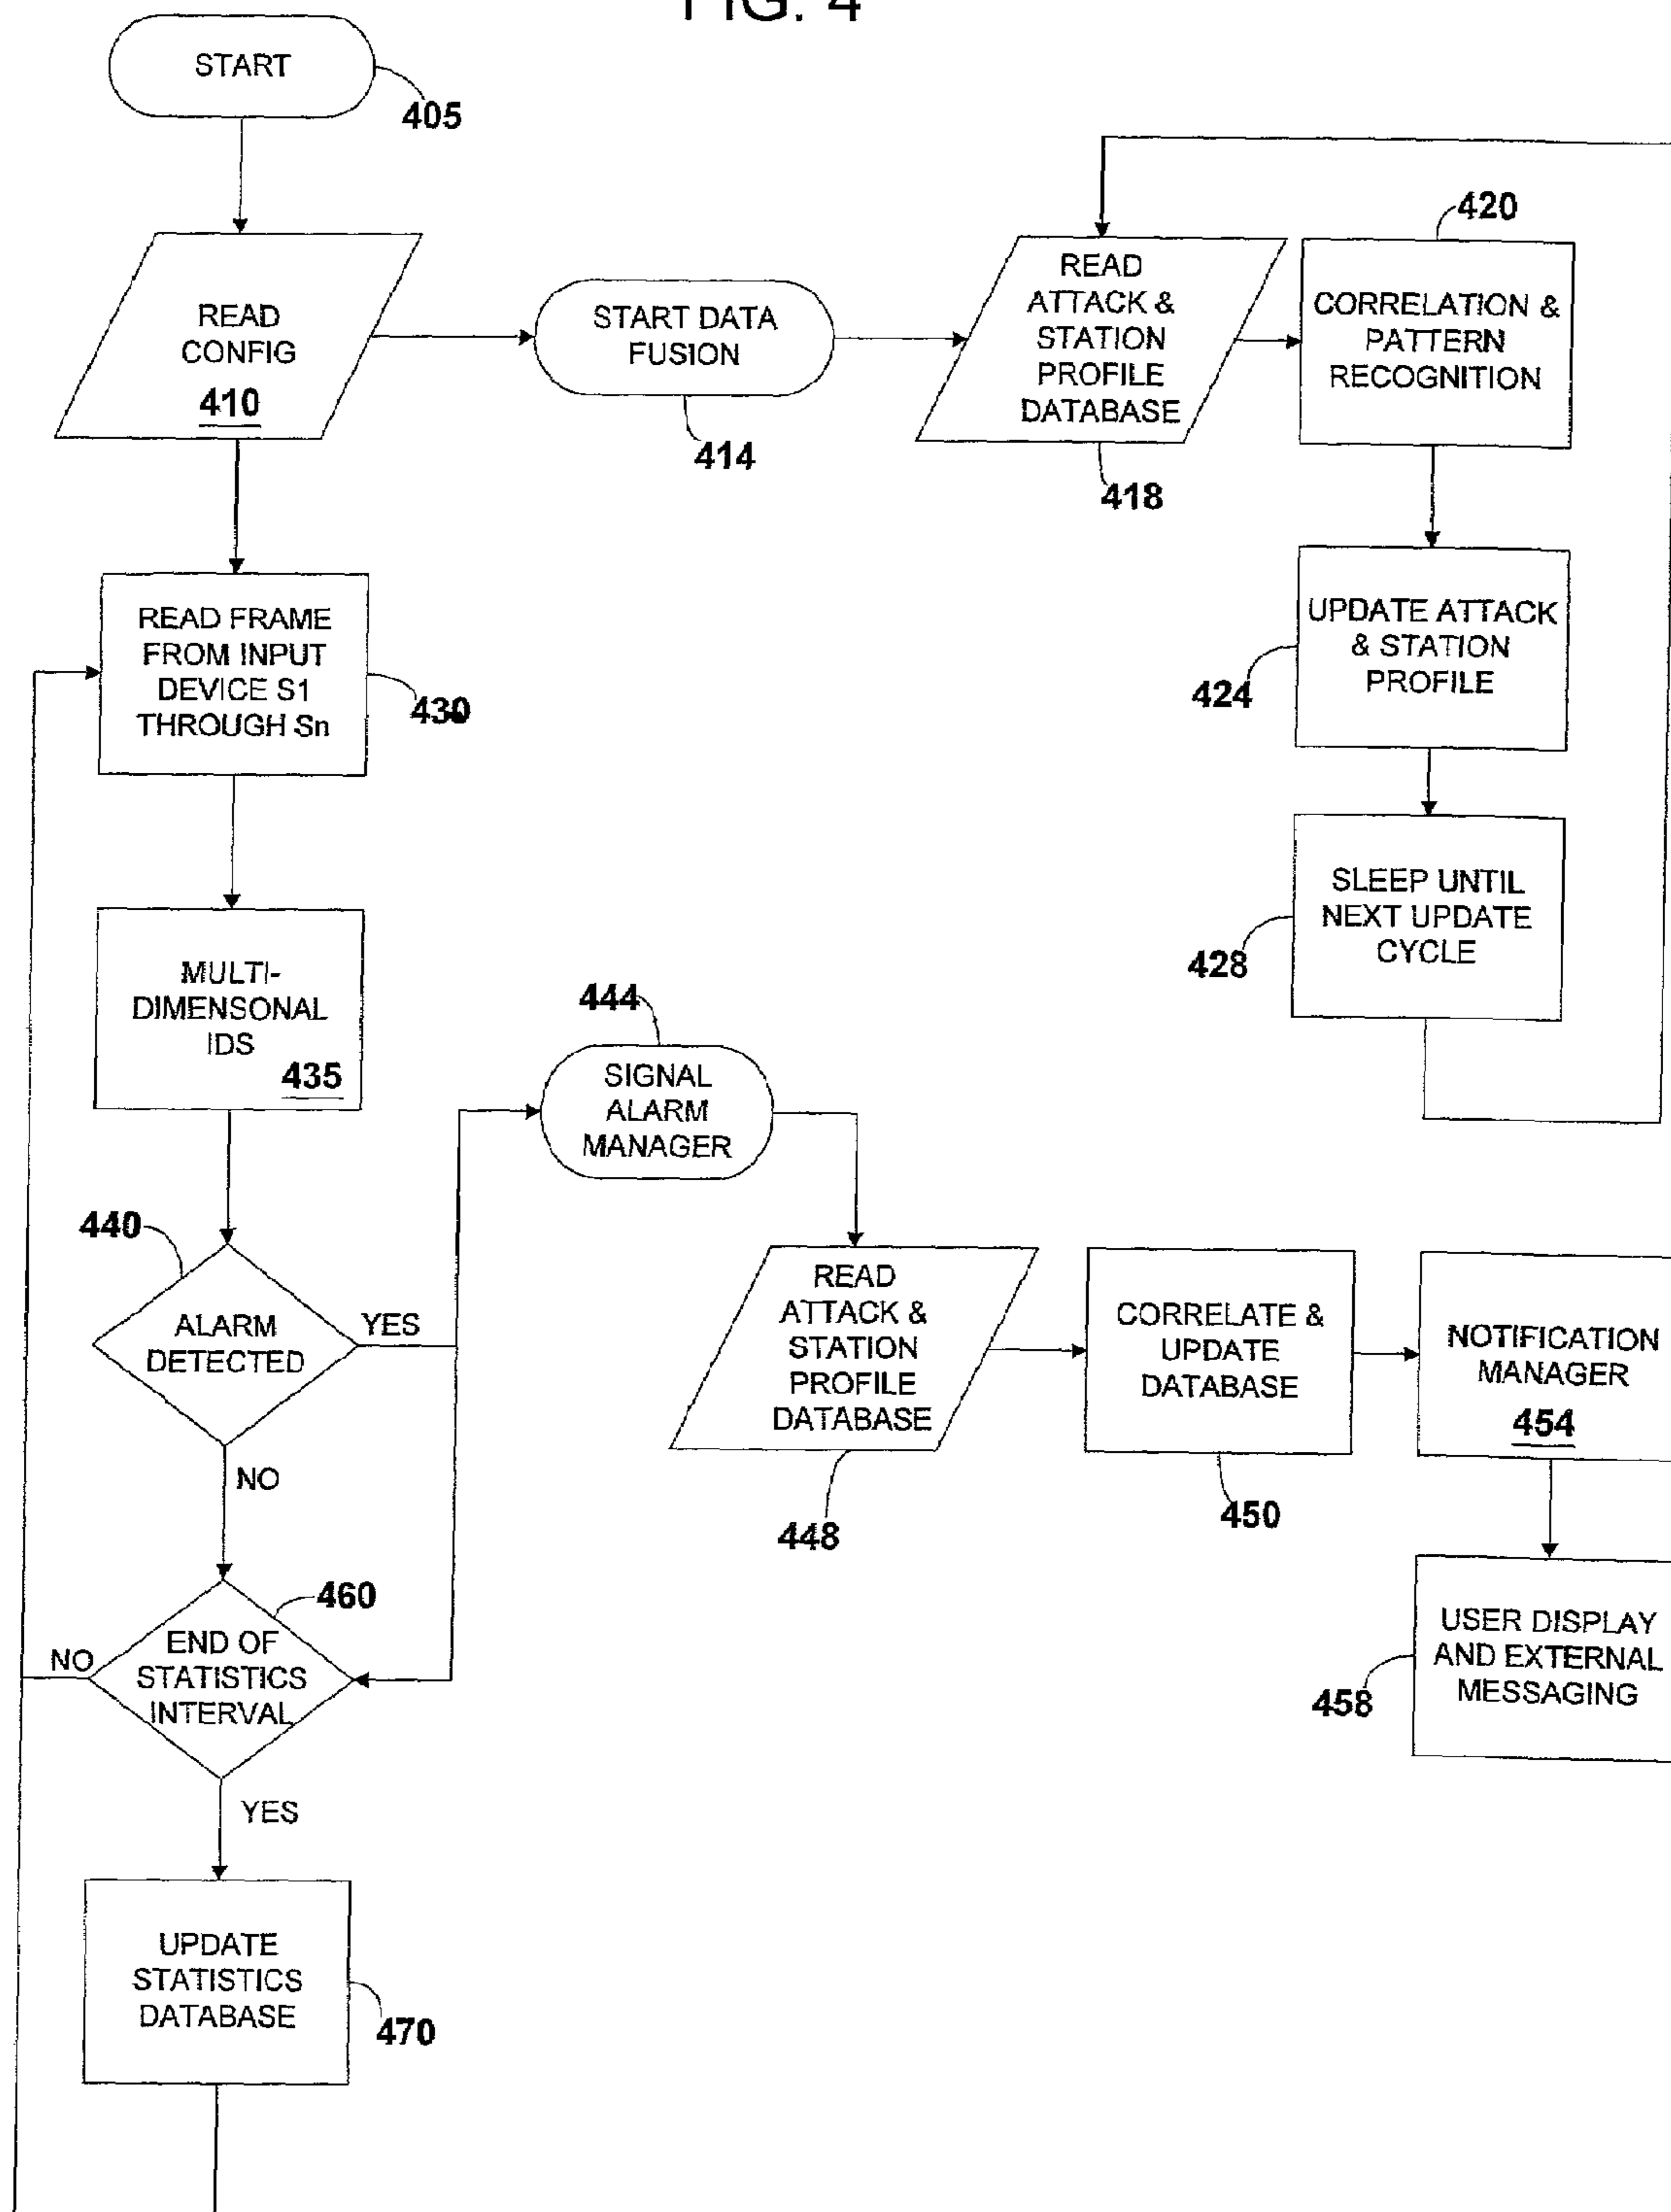 FIG. 4
START
405
READ
CONFIG
410
START DATA
FUSION
414
READ
ATTACK &
STATION
PROFILE
DATABASE
418
420
CORRELATION &
PATTERN
RECOGNITION
UPDATE ATTACK
& STATION
PROFILE
424
SLEEP UNTIL
NEXT UPDATE
CYCLE
428
READ FRAME
FROM INPUT
DEVICE S1
THROUGH Sn
430
MULTI-
DIMENSONAL
IDS
435
440
ALARM
DETECTED
YES
NO
444
SIGNAL
ALARM
MANAGER
READ
ATTACK &
STATION
PROFILE
DATABASE
448
CORRELATE &
UPDATE
DATABASE
450
NOTIFICATION
MANAGER
454
USER DISPLAY
AND EXTERNAL
MESSAGING
458
460
END OF
STATISTICS
INTERVAL
NO
YES
UPDATE
STATISTICS
DATABASE
470